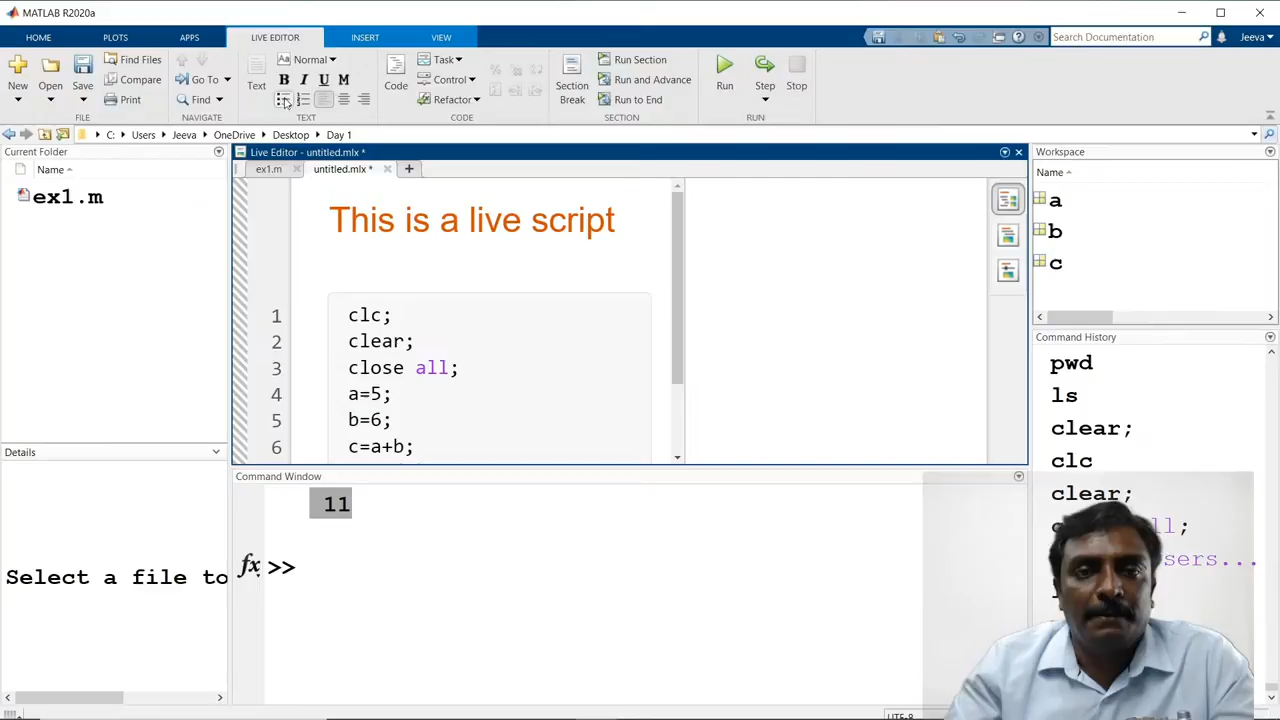 MATLAB R2020a
HOME PLOTS APPS LIVE EDITOR INSERT VIEW Search Documentation Jeeva
New Open Save Find Files Compare Print Go To Find Text Normal B I U M Code Task Control Refactor Section Break Run Section Run and Advance Run to End Run Step Stop
FILE NAVIGATE TEXT CODE SECTION RUN
C: Users Jeeva OneDrive Desktop Day 1
Current Folder
Name
ex1.m
Details
Select a file to
Live Editor - untitled.mlx *
ex1.m untitled.mlx * +
This is a live script
1 clc;
2 clear;
3 close all;
4 a=5;
5 b=6;
6 c=a+b;
Command Window
11
fx >>
Workspace
Name
a
b
c
Command History
pwd
ls
clear;
clc
clear;
ll;
sers...
UTF-8